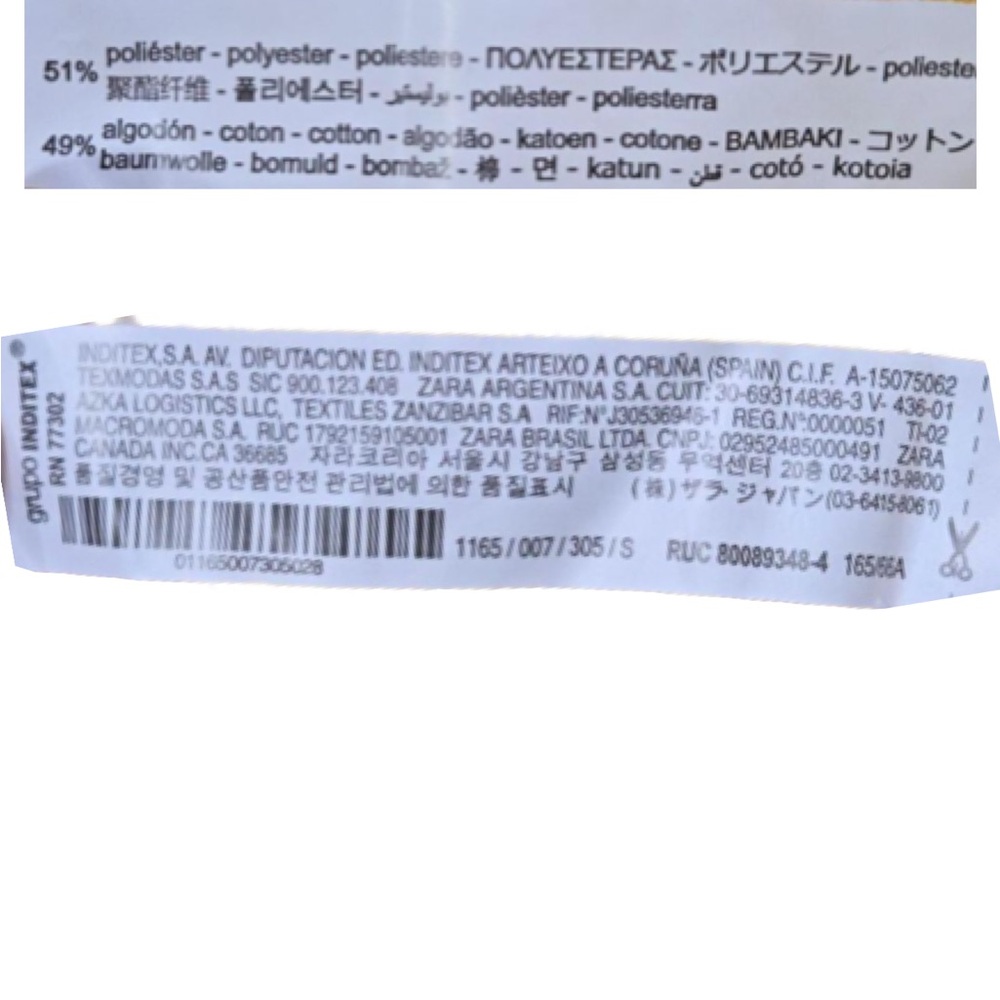 51% poliéster - polyester - poliestere - ΠΟΛΥΕΣΤΕΡΑΣ - ポリエステル - polieste
聚酯纤维 - 폴리에스터 - بوليستير - polièster - poliesterra
49% algodón - coton - cotton - algodão - katoen - cotone - BAMBAKI - コットン
baumwolle - bomuld - bombaž - 棉 - 면 - katun - قطن - cotó - kotoia
grupo INDITEX®
RN 77302
INDITEX,S.A. AV. DIPUTACION ED. INDITEX ARTEIXO A CORUÑA (SPAIN) C.I.F. A-15075062
TEXMODAS S.A.S SIC 900.123.408 ZARA ARGENTINA S.A. CUIT: 30-69314836-3 V- 436-01
AZKA LOGISTICS LLC, TEXTILES ZANZIBAR S.A RIF:NºJ30536946-1 REG.Nº:0000051 TI-02
MACROMODA S.A. RUC 1792159105001 ZARA BRASIL LTDA. CNPJ: 02952485000491 ZARA
CANADA INC.CA 36685 자라코리아 서울시 강남구 삼성동 무역센터 20층 02-3413-9800
품질경영 및 공산품안전 관리법에 의한 품질표시 (株)ザラ ジャパン(03-6415-8061)
01165007305028
1165/007/305/S RUC 80089348-4 165/66A